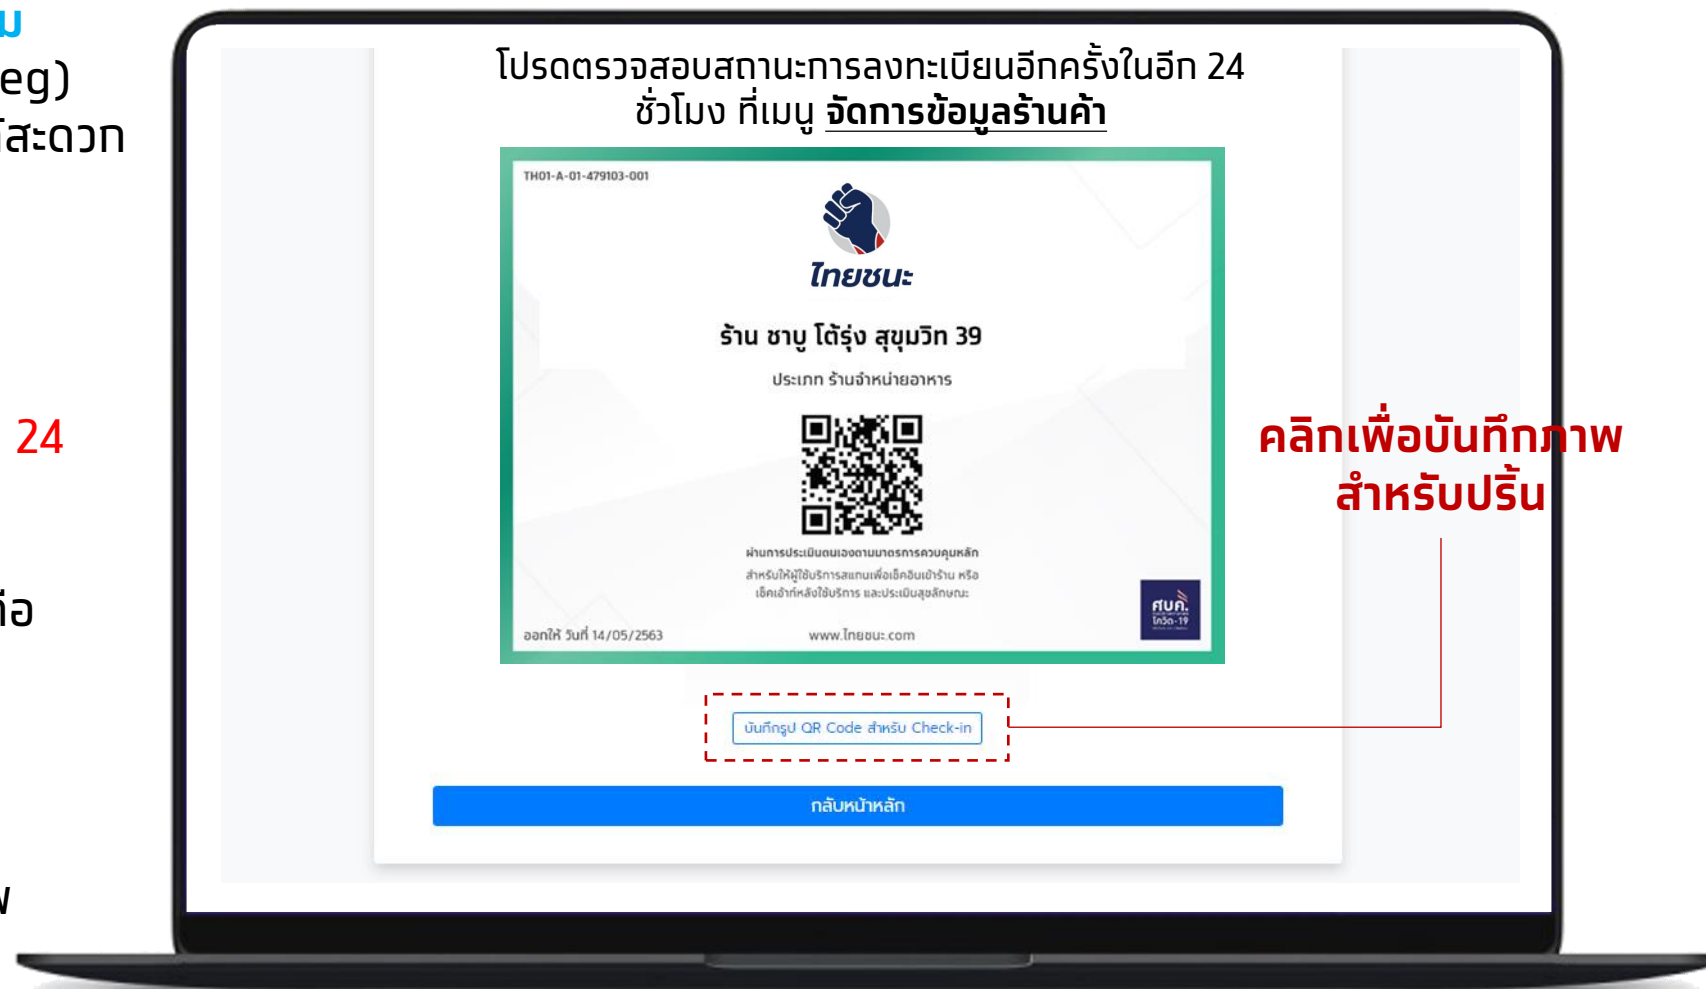 ม
eg)
สะดวก
24
ือ
พ
โปรดตรวจสอบสถานะการลงทะเบียนอีกครั้งในอีก 24
ชั่วโมง ที่เมนู จัดการข้อมูลร้านค้า
TH01-A-01-479103-001
ไทยชนะ
ร้าน ชาบู โต้รุ่ง สุขุมวิท 39
ประเภท ร้านจำหน่ายอาหาร
ผ่านการประเมินตนเองตามมาตรการควบคุมหลัก
สำหรับให้ผู้ใช้บริการสแกนเพื่อเช็คอินเข้าร้าน หรือ
เช็คเอ้าท์หลังใช้บริการ และประเมินสุขลักษณะ
ศบค.
โควิด-19
ออกให้ วันที่ 14/05/2563
www.ไทยชนะ.com
คลิกเพื่อบันทึกภาพ
สำหรับปริ้น
บันทึกรูป QR Code สำหรับ Check-in
กลับหน้าหลัก